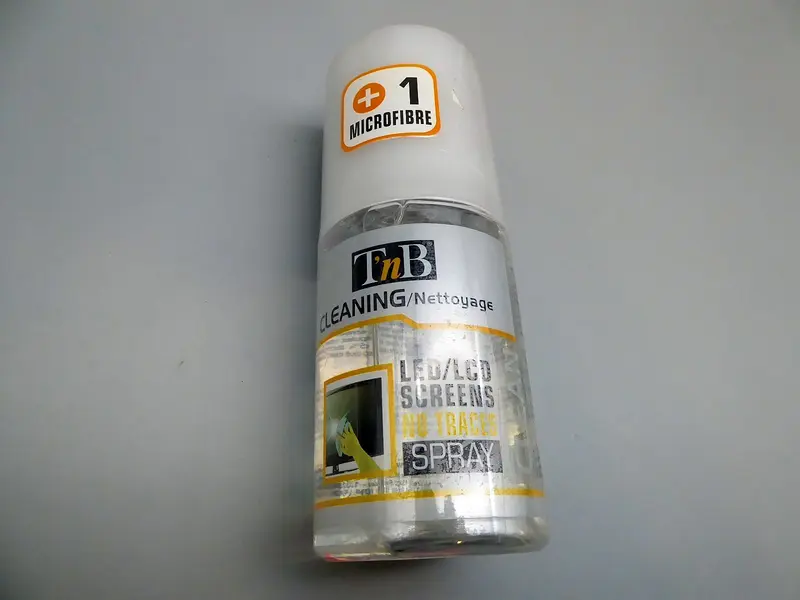 + 1
MICROFIBRE
T'nB
CLEANING/Nettoyage
LED/LCD
SCREENS
NO TRACES
SPRAY